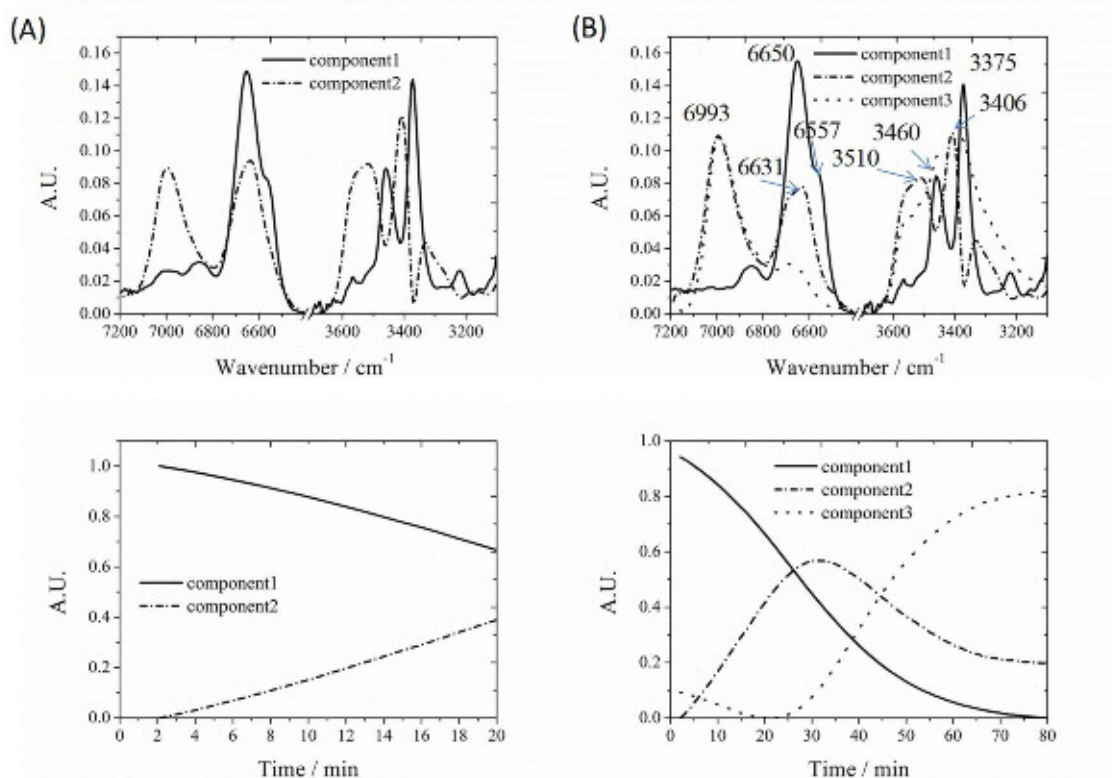 (A)
A.U.
0.16
0.14
0.12
0.10
0.08
0.06
0.04
0.02
0.00
component1
component2
7200 7000 6800 6600 3600 3400 3200
Wavenumber / cm-1
(B)
A.U.
0.16
0.14
0.12
0.10
0.08
0.06
0.04
0.02
0.00
component1
component2
component3
6650
3375
6993
6557
3460
3406
6631
3510
7200 7000 6800 6600 3600 3400 3200
Wavenumber / cm-1
A.U.
1.0
0.8
0.6
0.4
0.2
0.0
component1
component2
0 2 4 6 8 10 12 14 16 18 20
Time / min
A.U.
1.0
0.8
0.6
0.4
0.2
0.0
component1
component2
component3
0 10 20 30 40 50 60 70 80
Time / min